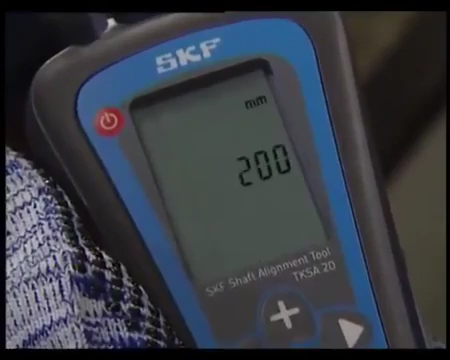 SKF
mm
200
SKF Shaft Alignment Tool
TKSA 20
+